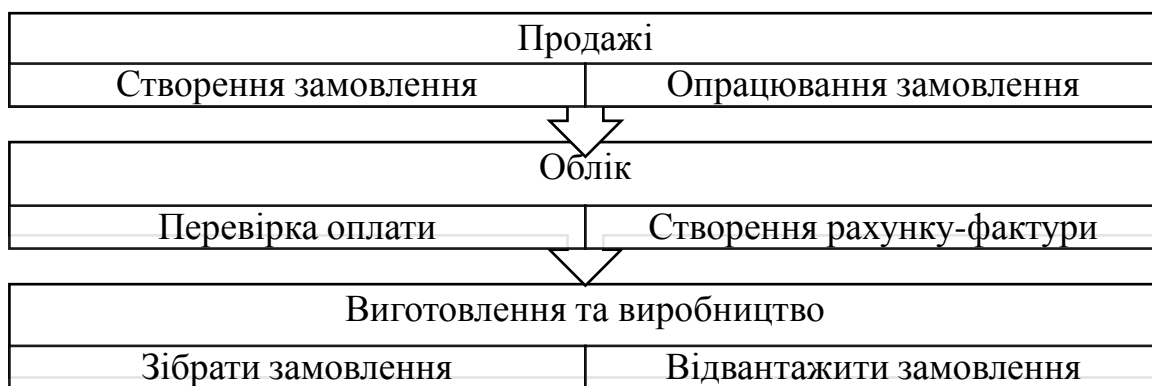 Продажі
Створення замовлення
Опрацювання замовлення
Облік
Перевірка оплати
Створення рахунку-фактури
Виготовлення та виробництво
Зібрати замовлення
Відвантажити замовлення